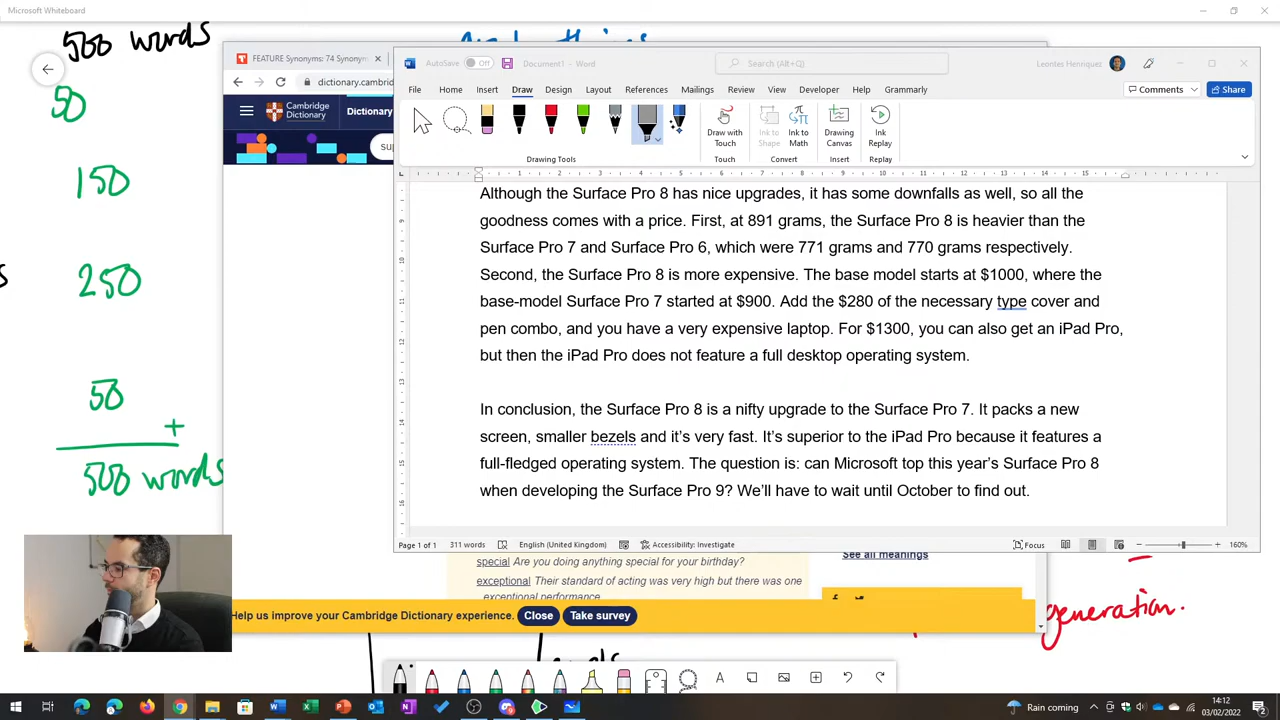 Microsoft Whiteboard
500 words
50
150
250
50
+
500 words
FEATURE Synonyms: 74 Synonym
dictionary.cambrid
Cambridge
Dictionary
Dictionary
AutoSave Off
Document1 - Word
Search (Alt+Q)
Leonies Henriquez
File Home Insert Draw Design Layout References Mailings Review View Developer Help Grammarly
Comments Share
Draw with Touch
Ink to Shape
Ink to Math
Drawing Canvas
Ink Replay
Drawing Tools
Touch
Convert
Insert
Replay
Although the Surface Pro 8 has nice upgrades, it has some downfalls as well, so all the
goodness comes with a price. First, at 891 grams, the Surface Pro 8 is heavier than the
Surface Pro 7 and Surface Pro 6, which were 771 grams and 770 grams respectively.
Second, the Surface Pro 8 is more expensive. The base model starts at $1000, where the
base-model Surface Pro 7 started at $900. Add the $280 of the necessary type cover and
pen combo, and you have a very expensive laptop. For $1300, you can also get an iPad Pro,
but then the iPad Pro does not feature a full desktop operating system.
In conclusion, the Surface Pro 8 is a nifty upgrade to the Surface Pro 7. It packs a new
screen, smaller bezels and it's very fast. It's superior to the iPad Pro because it features a
full-fledged operating system. The question is: can Microsoft top this year's Surface Pro 8
when developing the Surface Pro 9? We'll have to wait until October to find out.
Page 1 of 1 311 words English (United Kingdom) Accessibility: Investigate Focus 160%
special Are you doing anything special for your birthday?
exceptional Their standard of acting was very high but there was one
exceptional performance.
See all meanings
Help us improve your Cambridge Dictionary experience. Close Take survey
generation.
Rain coming
14:12
03/02/2022